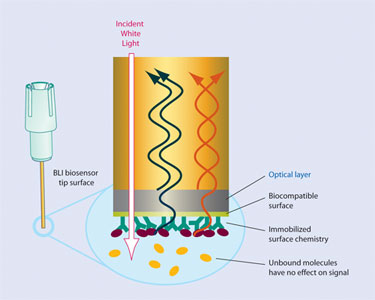 Incident
White
Light
BLI biosensor
tip surface
Optical layer
Biocompatible
surface
Immobilized
surface chemistry
Unbound molecules
have no effect on signal